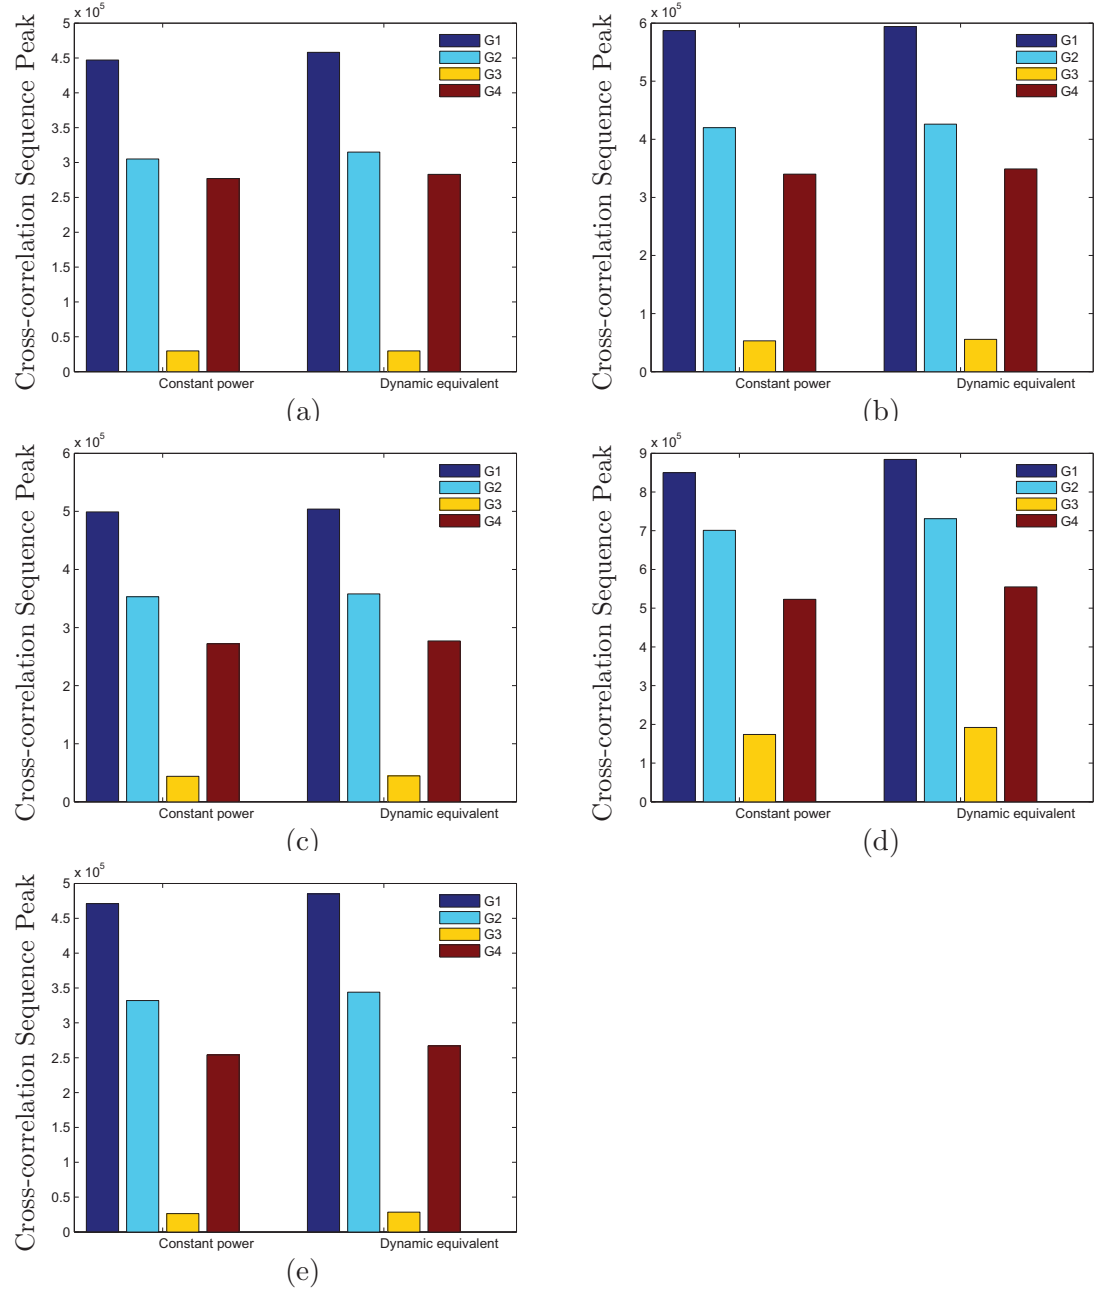 x 10^5
Cross-correlation Sequence Peak
5
4.5
4
3.5
3
2.5
2
1.5
1
0.5
0
G1
G2
G3
G4
Constant power
Dynamic equivalent
(a)
x 10^5
Cross-correlation Sequence Peak
6
5
4
3
2
1
0
G1
G2
G3
G4
Constant power
Dynamic equivalent
(b)
x 10^5
Cross-correlation Sequence Peak
6
5
4
3
2
1
0
G1
G2
G3
G4
Constant power
Dynamic equivalent
(c)
x 10^5
Cross-correlation Sequence Peak
9
8
7
6
5
4
3
2
1
0
G1
G2
G3
G4
Constant power
Dynamic equivalent
(d)
x 10^5
Cross-correlation Sequence Peak
5
4.5
4
3.5
3
2.5
2
1.5
1
0.5
0
G1
G2
G3
G4
Constant power
Dynamic equivalent
(e)